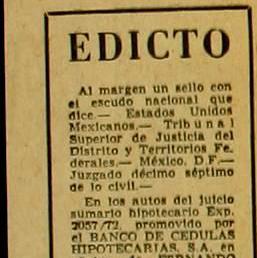 EDICTO
Al margen un sello con
el escudo nacional que
dice.— Estados Unidos
Mexicanos.— Tribunal
Superior de Justicia del
Distrito y Territorios Fe-
derales.— México, D.F.—
Juzgado décimo séptimo
de lo civil.—
En los autos del juicio
sumario hipotecario Exp.
2057/72, promovido por
el BANCO DE CEDULAS
HIPOTECARIAS, S.A. en
FERNANDO